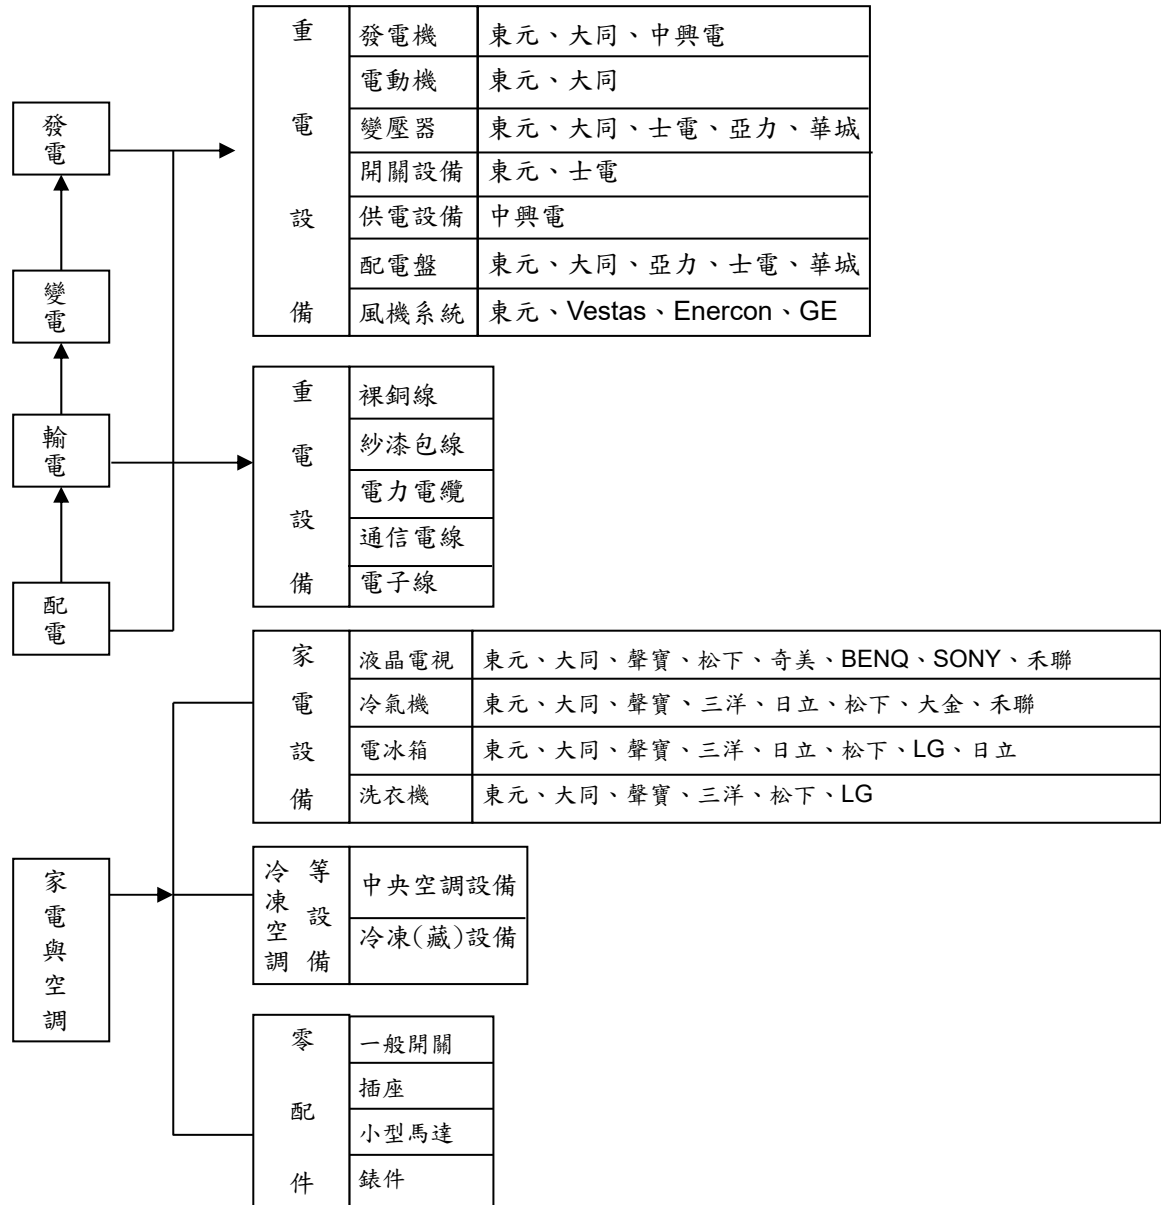 發電
變電
輸電
配電
重電設備
發電機 東元、大同、中興電
電動機 東元、大同
變壓器 東元、大同、士電、亞力、華城
開關設備 東元、士電
供電設備 中興電
配電盤 東元、大同、亞力、士電、華城
風機系統 東元、Vestas、Enercon、GE
重電設備
裸銅線
紗漆包線
電力電纜
通信電線
電子線
家電與空調
家電設備
液晶電視 東元、大同、聲寶、松下、奇美、BENQ、SONY、禾聯
冷氣機 東元、大同、聲寶、三洋、日立、松下、大金、禾聯
電冰箱 東元、大同、聲寶、三洋、日立、松下、LG、日立
洗衣機 東元、大同、聲寶、三洋、松下、LG
冷凍空調等設備
中央空調設備
冷凍(藏)設備
零配件
一般開關
插座
小型馬達
錶件